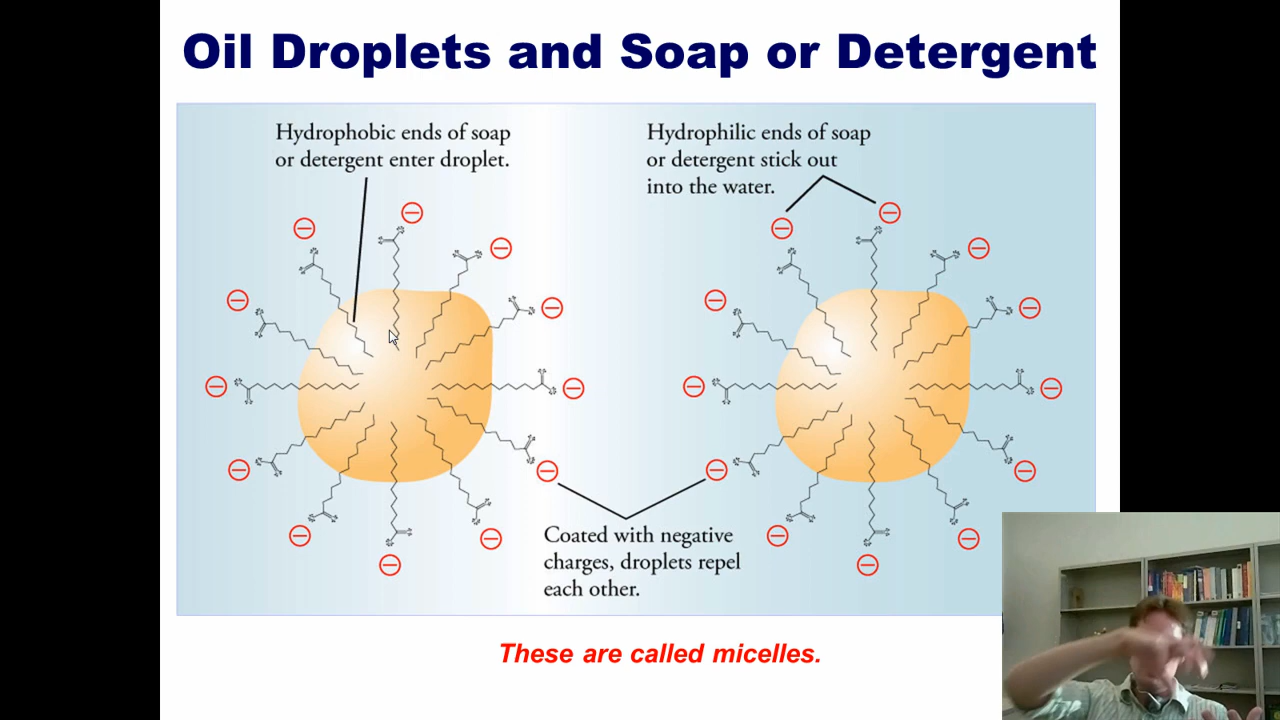 Oil Droplets and Soap or Detergent
Hydrophobic ends of soap
or detergent enter droplet.
Hydrophilic ends of soap
or detergent stick out
into the water.
Coated with negative
charges, droplets repel
each other.
These are called micelles.